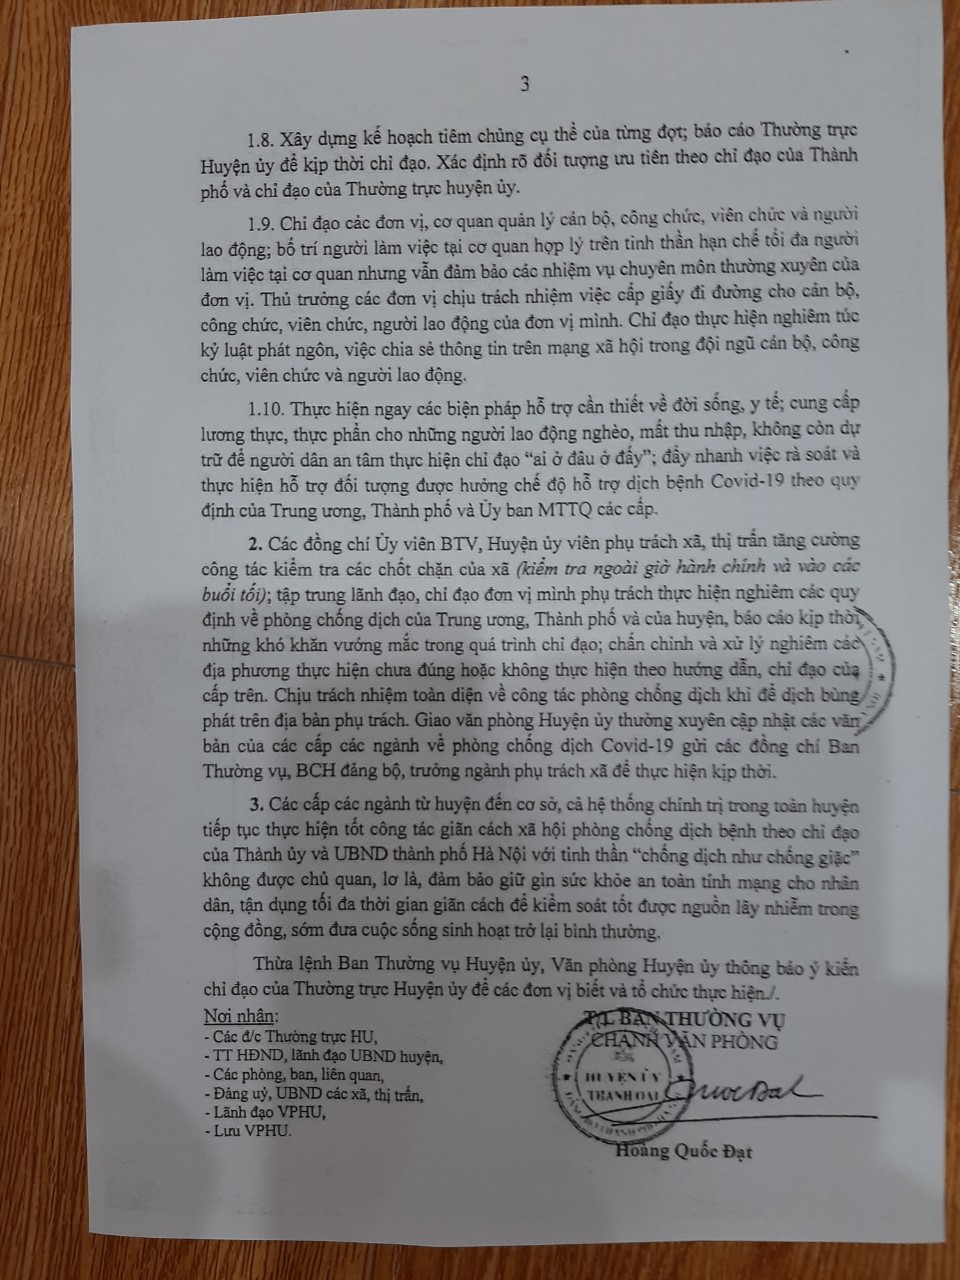 3
1.8. Xây dựng kế hoạch tiêm chủng cụ thể của từng đợt; báo cáo Thường trực
Huyện ủy để kịp thời chỉ đạo. Xác định rõ đối tượng ưu tiên theo chỉ đạo của Thành
phố và chỉ đạo của Thường trực huyện ủy.
1.9. Chỉ đạo các đơn vị, cơ quan quản lý cán bộ, công chức, viên chức và người
lao động; bố trí người làm việc tại cơ quan hợp lý trên tinh thần hạn chế tối đa người
làm việc tại cơ quan nhưng vẫn đảm bảo các nhiệm vụ chuyên môn thường xuyên của
đơn vị. Thủ trưởng các đơn vị chịu trách nhiệm việc cấp giấy đi đường cho cán bộ,
công chức, viên chức, người lao động của đơn vị mình. Chỉ đạo thực hiện nghiêm túc
kỷ luật phát ngôn, việc chia sẻ thông tin trên mạng xã hội trong đội ngũ cán bộ, công
chức, viên chức và người lao động.
1.10. Thực hiện ngay các biện pháp hỗ trợ cần thiết về đời sống, y tế; cung cấp
lương thực, thực phẩn cho những người lao động nghèo, mất thu nhập, không còn dự
trữ để người dân an tâm thực hiện chỉ đạo “ai ở đâu ở đấy”; đẩy nhanh việc rà soát và
thực hiện hỗ trợ đối tượng được hưởng chế độ hỗ trợ dịch bệnh Covid-19 theo quy
định của Trung ương, Thành phố và Ủy ban MTTQ các cấp.
2. Các đồng chí Ủy viên BTV, Huyện ủy viên phụ trách xã, thị trấn tăng cường
công tác kiểm tra các chốt chặn của xã (kiểm tra ngoài giờ hành chính và vào các
buổi tối); tập trung lãnh đạo, chỉ đạo đơn vị mình phụ trách thực hiện nghiêm các quy
định về phòng chống dịch của Trung ương, Thành phố và của huyện, báo cáo kịp thời
những khó khăn vướng mắc trong quá trình chỉ đạo; chấn chỉnh và xử lý nghiêm các
địa phương thực hiện chưa đúng hoặc không thực hiện theo hướng dẫn, chỉ đạo của
cấp trên. Chịu trách nhiệm toàn diện về công tác phòng chống dịch khi để dịch bùng
phát trên địa bàn phụ trách. Giao văn phòng Huyện ủy thường xuyên cập nhật các văn
bản của các cấp các ngành về phòng chống dịch Covid-19 gửi các đồng chí Ban
Thường vụ, BCH đảng bộ, trưởng ngành phụ trách xã để thực hiện kịp thời.
3. Các cấp các ngành từ huyện đến cơ sở, cả hệ thống chính trị trong toàn huyện
tiếp tục thực hiện tốt công tác giãn cách xã hội phòng chống dịch bệnh theo chỉ đạo
của Thành ủy và UBND thành phố Hà Nội với tinh thần “chống dịch như chống giặc”
không được chủ quan, lơ là, đảm bảo giữ gìn sức khỏe an toàn tính mạng cho nhân
dân, tận dụng tối đa thời gian giãn cách để kiểm soát tốt được nguồn lây nhiễm trong
cộng đồng, sớm đưa cuộc sống sinh hoạt trở lại bình thường.
Thừa lệnh Ban Thường vụ Huyện ủy, Văn phòng Huyện ủy thông báo ý kiến
chỉ đạo của Thường trực Huyện ủy để các đơn vị biết và tổ chức thực hiện./.
Nơi nhận:
- Các đ/c Thường trực HU,
- TT HĐND, lãnh đạo UBND huyện,
- Các phòng, ban, liên quan,
- Đảng uỷ, UBND các xã, thị trấn,
- Lãnh đạo VPHU,
- Lưu VPHU.
T/L BAN THƯỜNG VỤ
CHÁNH VĂN PHÒNG
HUYỆN ỦY
THANH OAI
Hoàng Quốc Đạt